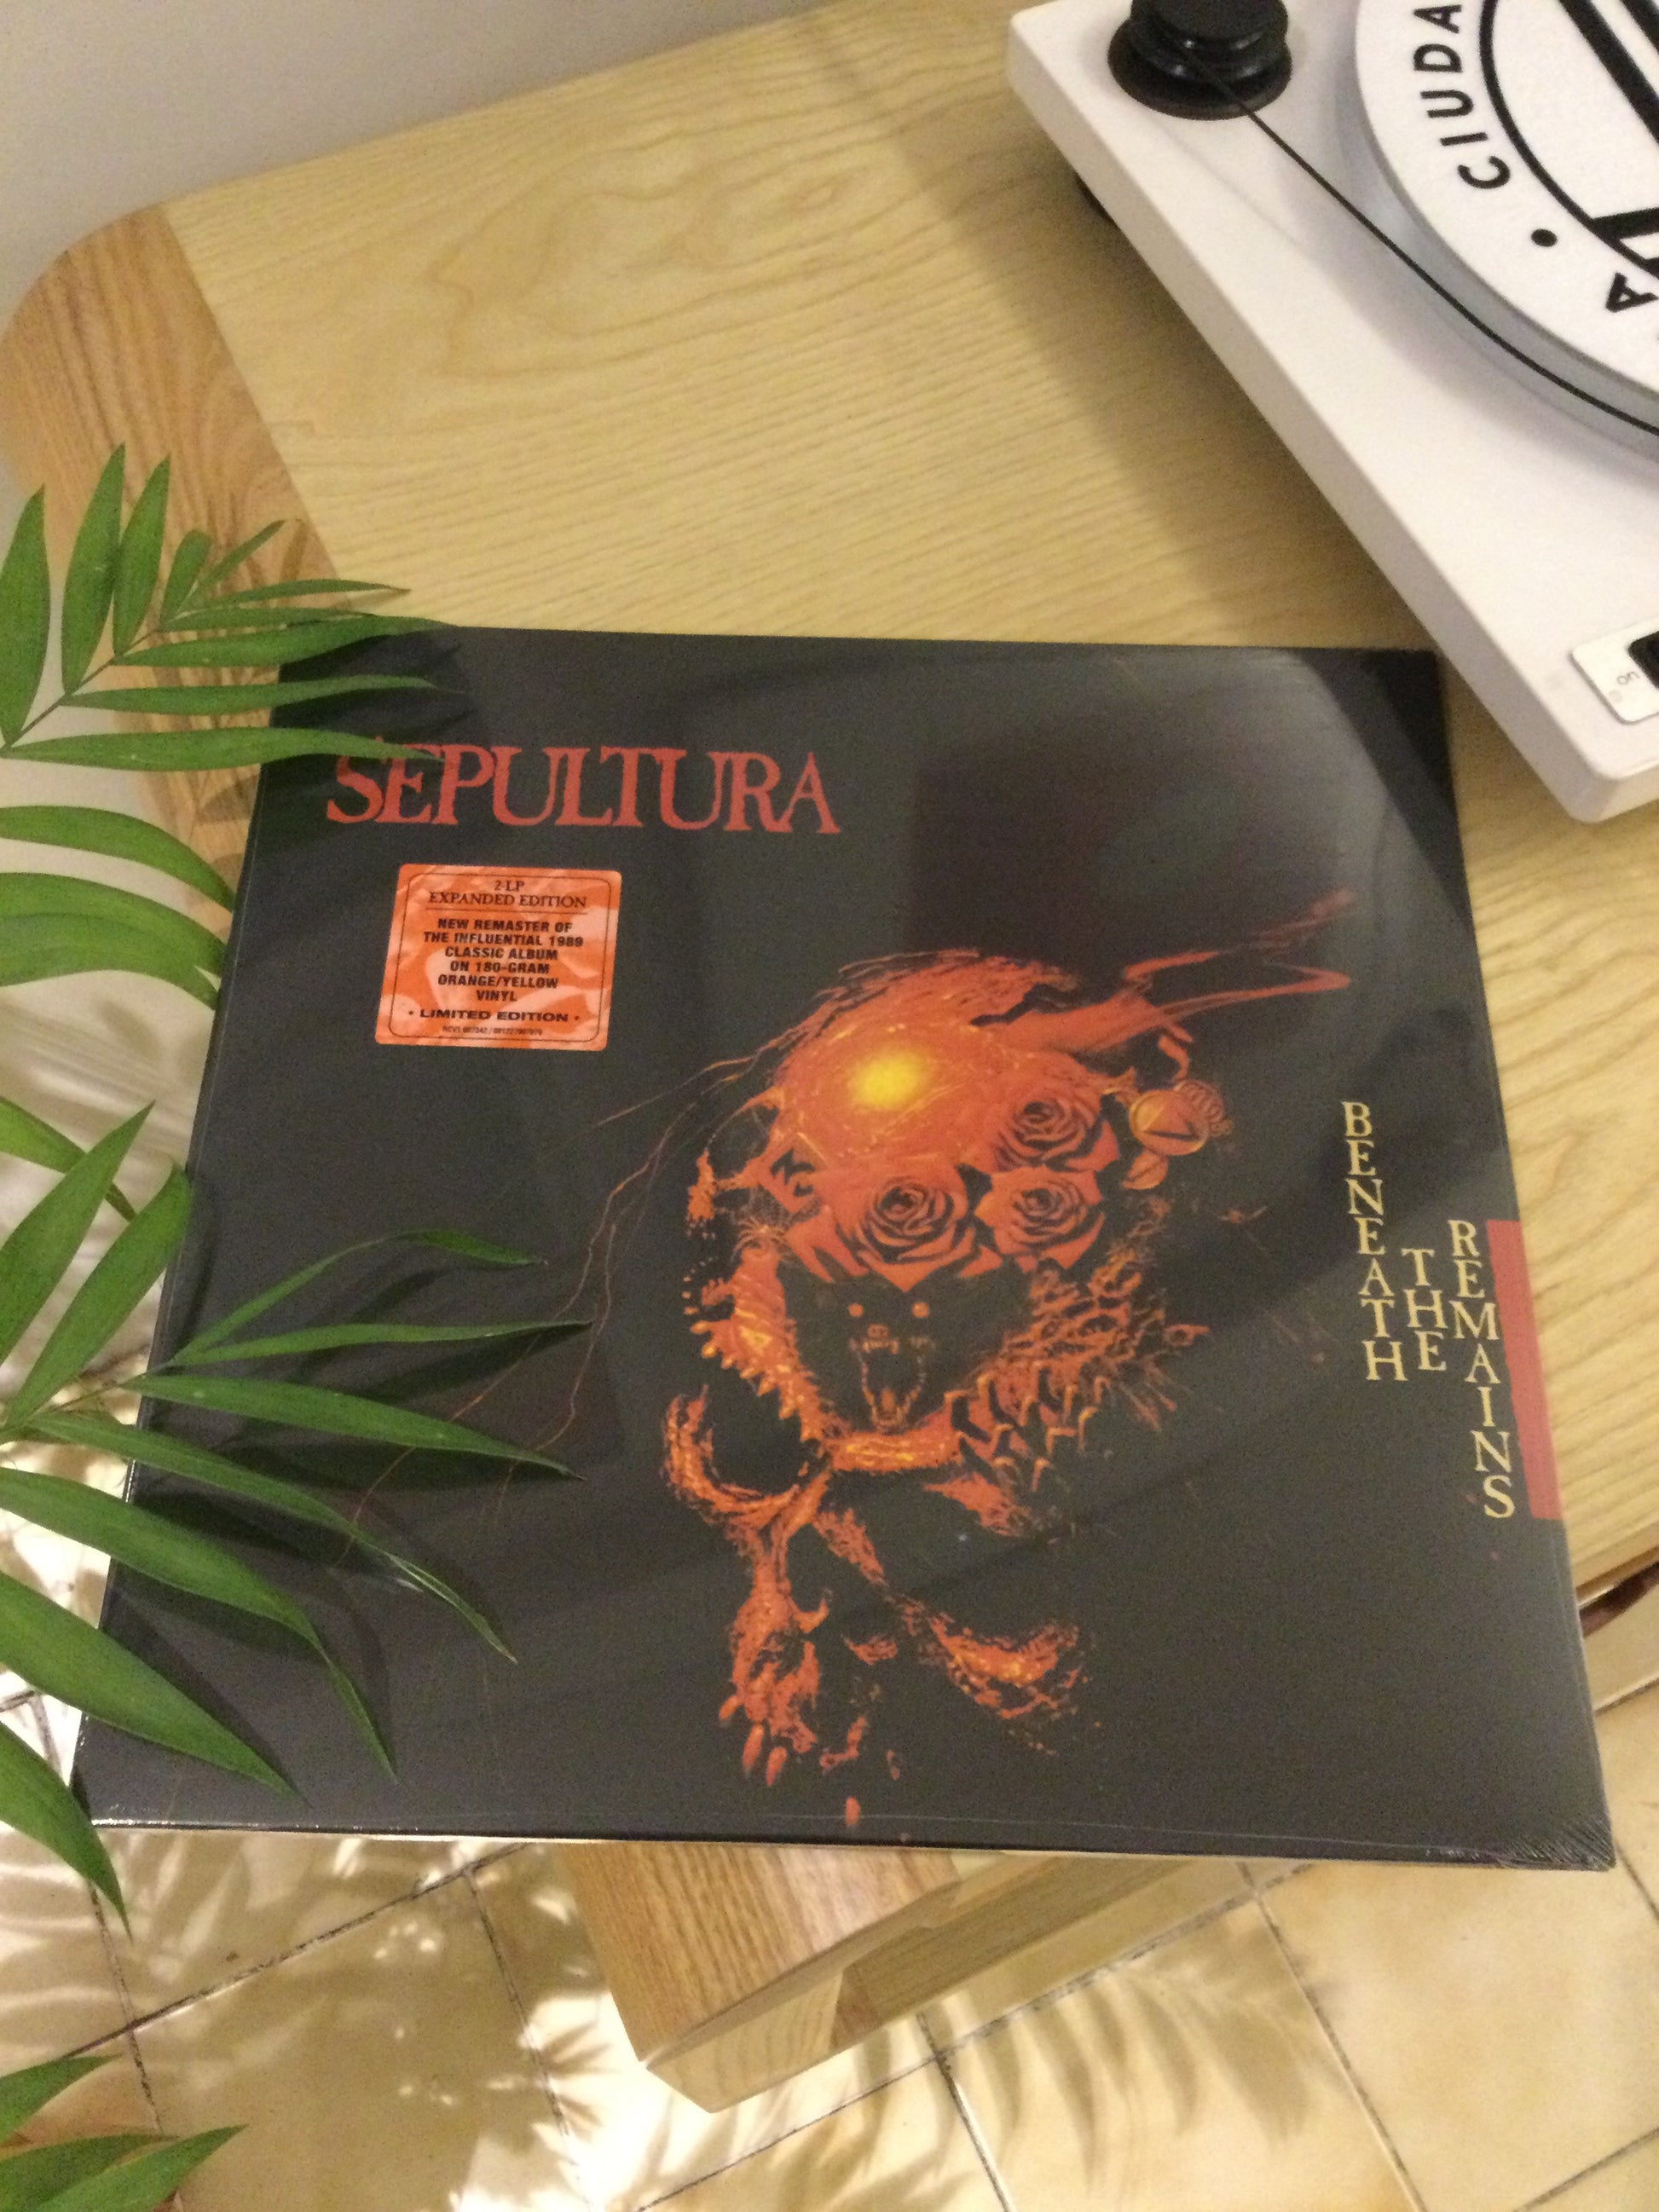 CIUDA
on
SEPULTURA
2-LP
EXPANDED EDITION
NEW REMASTER OF
THE INFLUENTIAL 1989
CLASSIC ALBUM
ON 180-GRAM
ORANGE/YELLOW
VINYL
• LIMITED EDITION •
BENEATH
THE
REMAINS